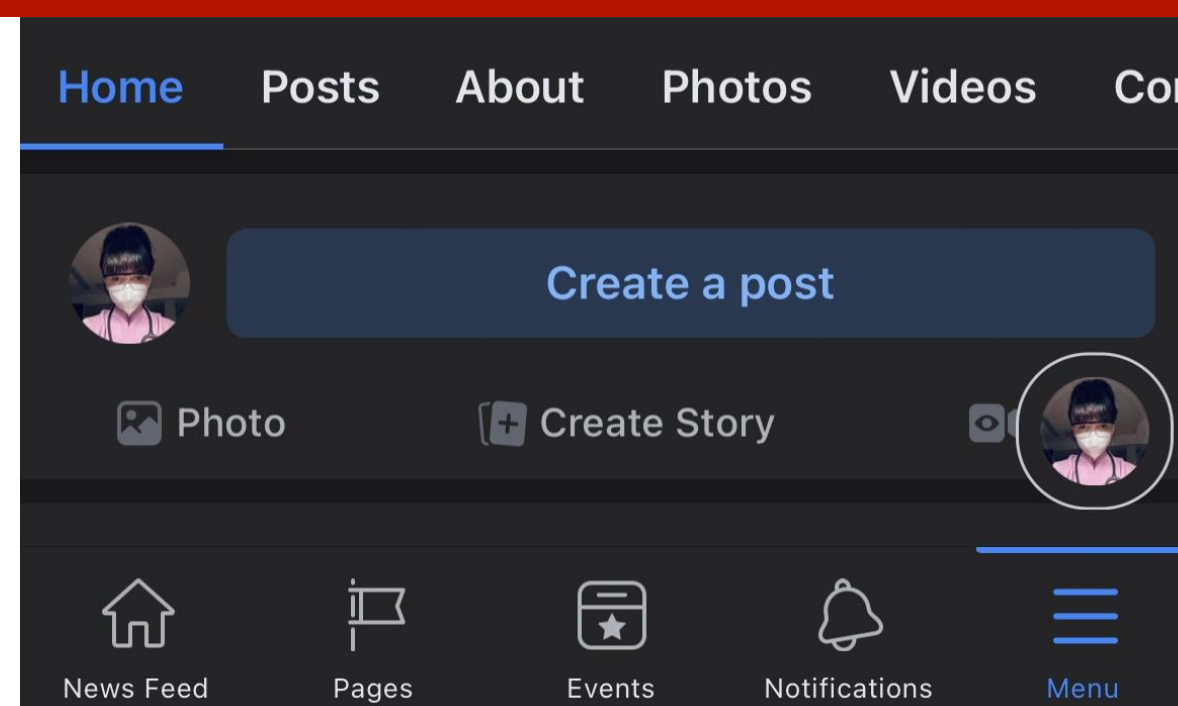 Home Posts About Photos Videos
Create a post
Photo Create Story
News Feed Pages Events Notifications Menu